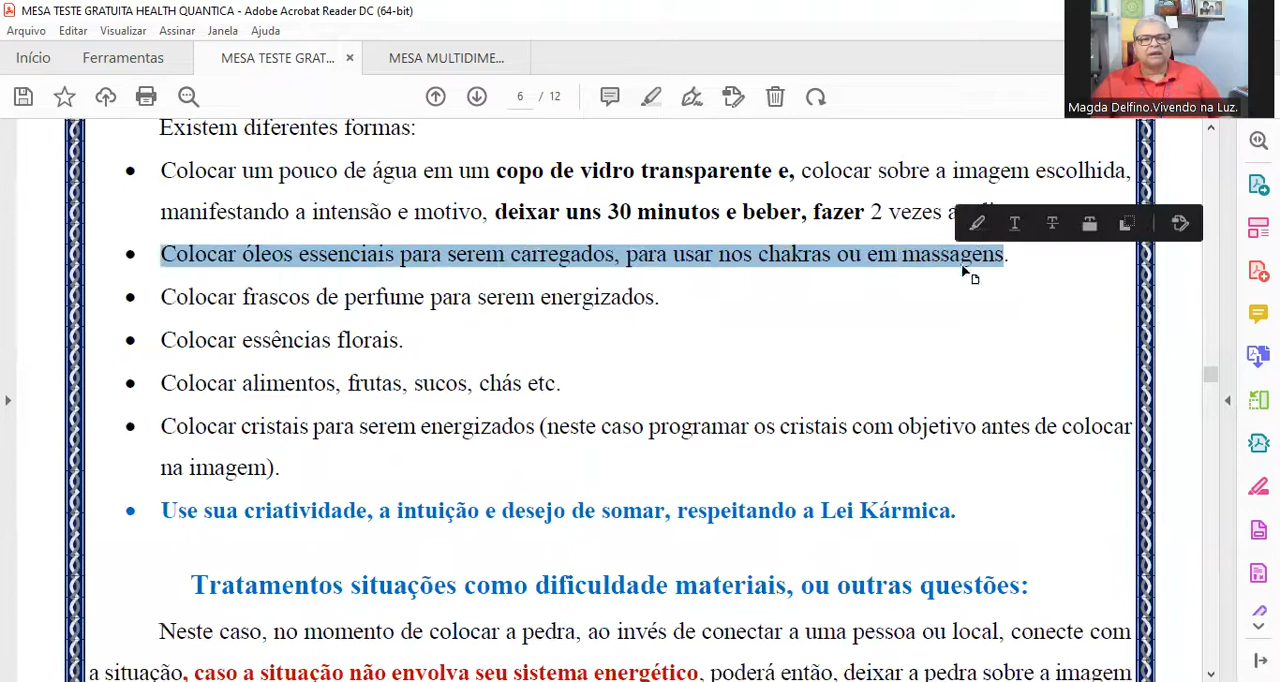 MESA TESTE GRATUITA HEALTH QUANTICA - Adobe Acrobat Reader DC (64-bit)
Arquivo Editar Visualizar Assinar Janela Ajuda
Início Ferramentas MESA TESTE GRAT... × MESA MULTIDIME...
6 / 12
Magda Delfino.Vivendo na Luz.
Existem diferentes formas:
• Colocar um pouco de água em um copo de vidro transparente e, colocar sobre a imagem escolhida,
manifestando a intensão e motivo, deixar uns 30 minutos e beber, fazer 2 vezes a
• Colocar óleos essenciais para serem carregados, para usar nos chakras ou em massagens.
• Colocar frascos de perfume para serem energizados.
• Colocar essências florais.
• Colocar alimentos, frutas, sucos, chás etc.
• Colocar cristais para serem energizados (neste caso programar os cristais com objetivo antes de colocar
na imagem).
• Use sua criatividade, a intuição e desejo de somar, respeitando a Lei Kármica.
Tratamentos situações como dificuldade materiais, ou outras questões:
Neste caso, no momento de colocar a pedra, ao invés de conectar a uma pessoa ou local, conecte com
a situação, caso a situação não envolva seu sistema energético, poderá então, deixar a pedra sobre a imagem